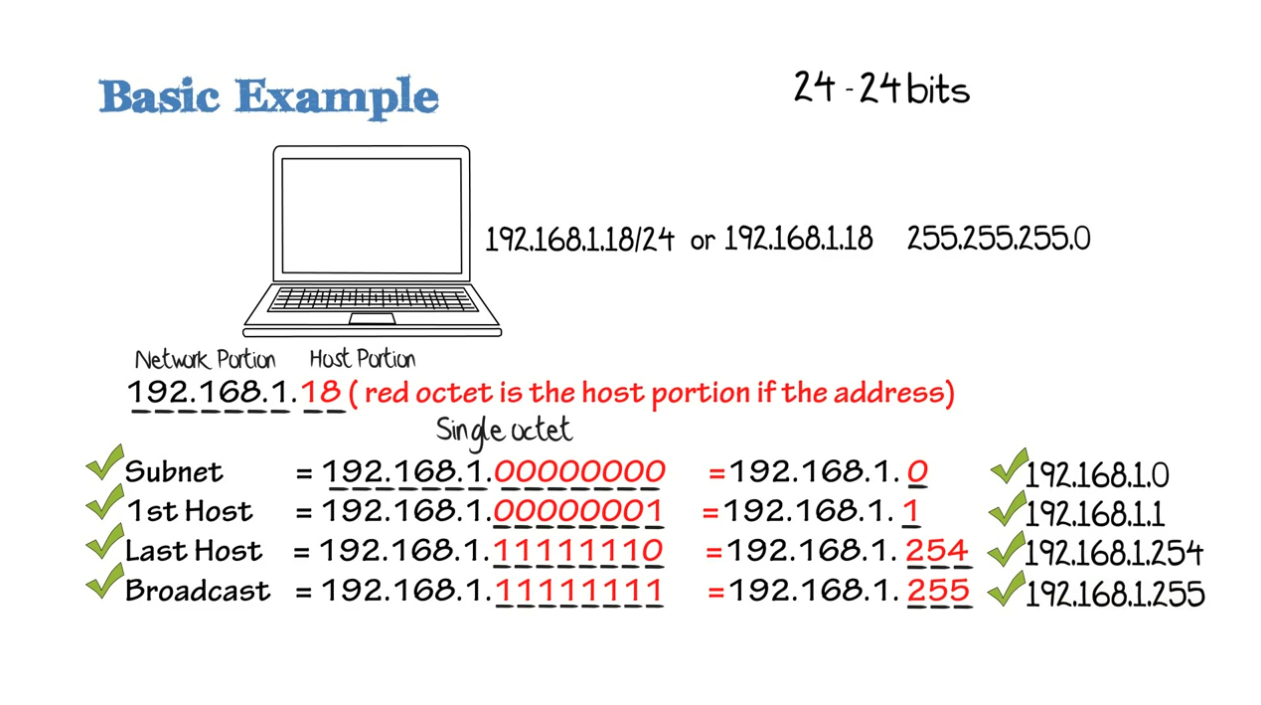 Basic Example
24 - 24 bits
192.168.1.18/24 or 192.168.1.18 255.255.255.0
Network Portion Host Portion
192.168.1.18 ( red octet is the host portion if the address)
Single octet
Subnet = 192.168.1.00000000 =192.168.1.0 192.168.1.0
1st Host = 192.168.1.00000001 =192.168.1.1 192.168.1.1
Last Host = 192.168.1.11111110 =192.168.1.254 192.168.1.254
Broadcast = 192.168.1.11111111 =192.168.1.255 192.168.1.255